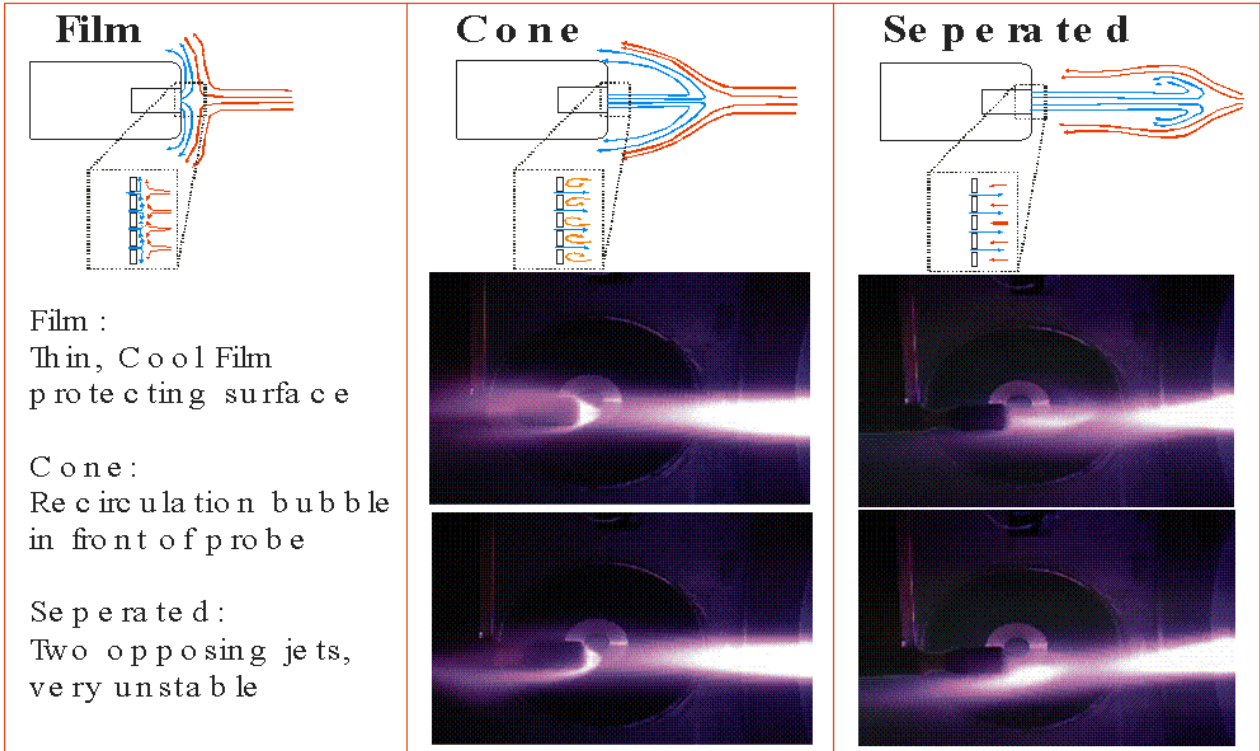 Film
Cone
Seperated
Film:
Thin, Cool Film
protecting surface
Cone:
Recirculation bubble
in front of probe
Seperated:
Two opposing jets,
very unstable